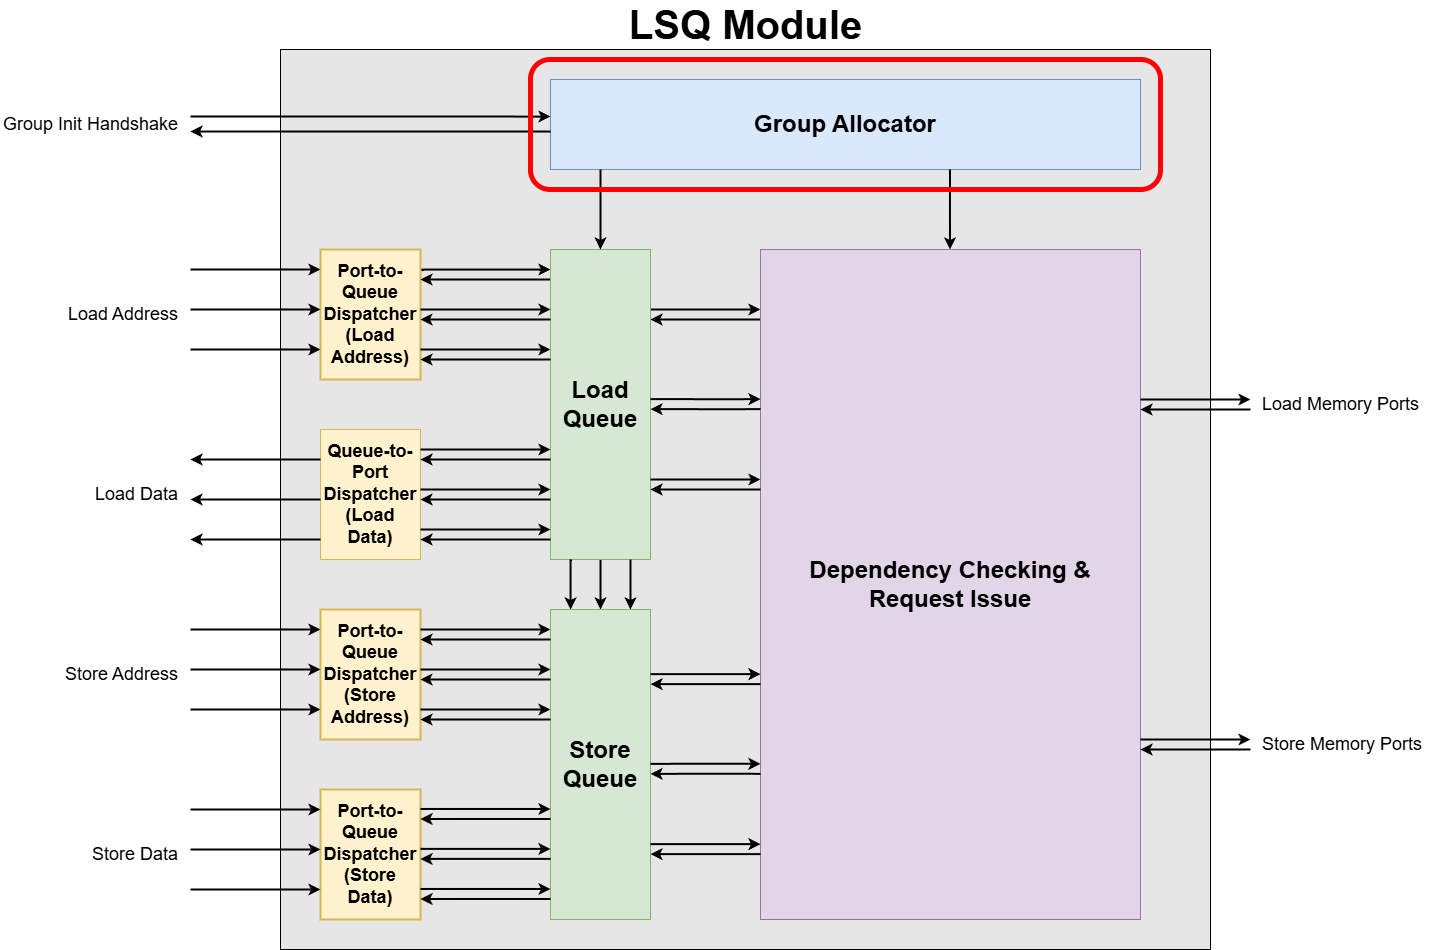 LSQ Module
Group Init Handshake
Group Allocator
Load Address
Port-to-
Queue
Dispatcher
(Load
Address)
Load
Queue
Load Data
Queue-to-
Port
Dispatcher
(Load
Data)
Load Memory Ports
Dependency Checking &
Request Issue
Store Address
Port-to-
Queue
Dispatcher
(Store
Address)
Store
Queue
Store Memory Ports
Store Data
Port-to-
Queue
Dispatcher
(Store
Data)